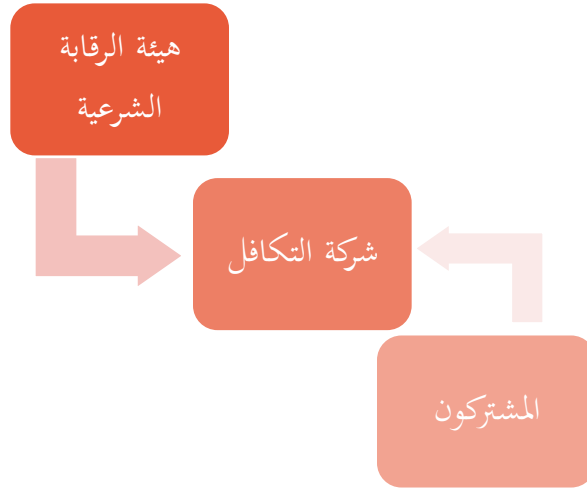 هيئة الرقابة
الشرعية
شركة التكافل
المشتركون